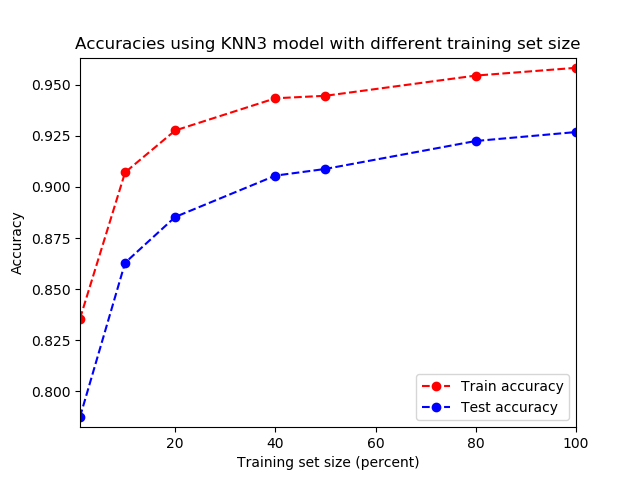 Accuracies using KNN3 model with different training set size
0.950
0.925
0.900
0.875
0.850
0.825
0.800
Accuracy
Train accuracy
Test accuracy
20 40 60 80 100
Training set size (percent)